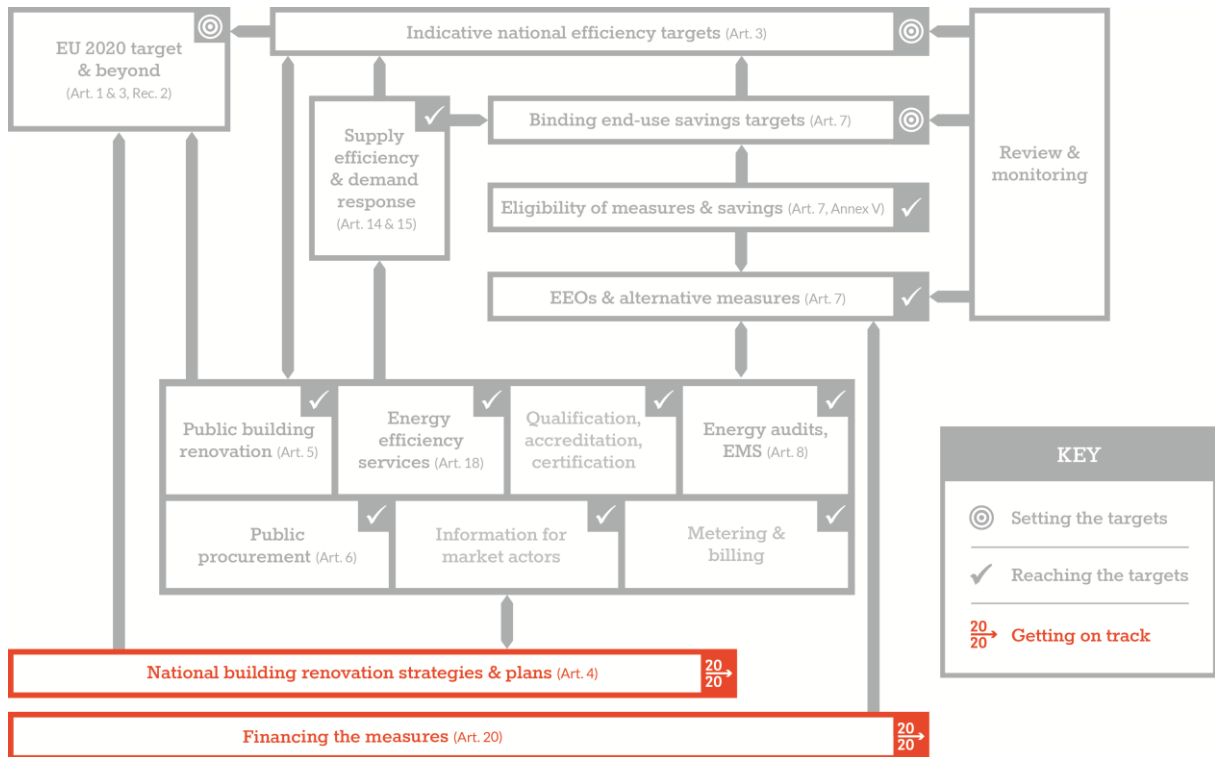 EU 2020 target
& beyond
(Art. 1 & 3, Rec. 2)
Indicative national efficiency targets (Art. 3)
Supply
efficiency
& demand
response
(Art. 14 & 15)
Binding end-use savings targets (Art. 7)
Eligibility of measures & savings (Art. 7, Annex V)
EEOs & alternative measures (Art. 7)
Review &
monitoring
Public building
renovation (Art. 5)
Energy
efficiency
services (Art. 18)
Qualification,
accreditation,
certification
Energy audits,
EMS (Art. 8)
Public
procurement (Art. 6)
Information for
market actors
Metering &
billing
National building renovation strategies & plans (Art. 4)
20
20
Financing the measures (Art. 20)
20
20
KEY
Setting the targets
Reaching the targets
20
20
Getting on track